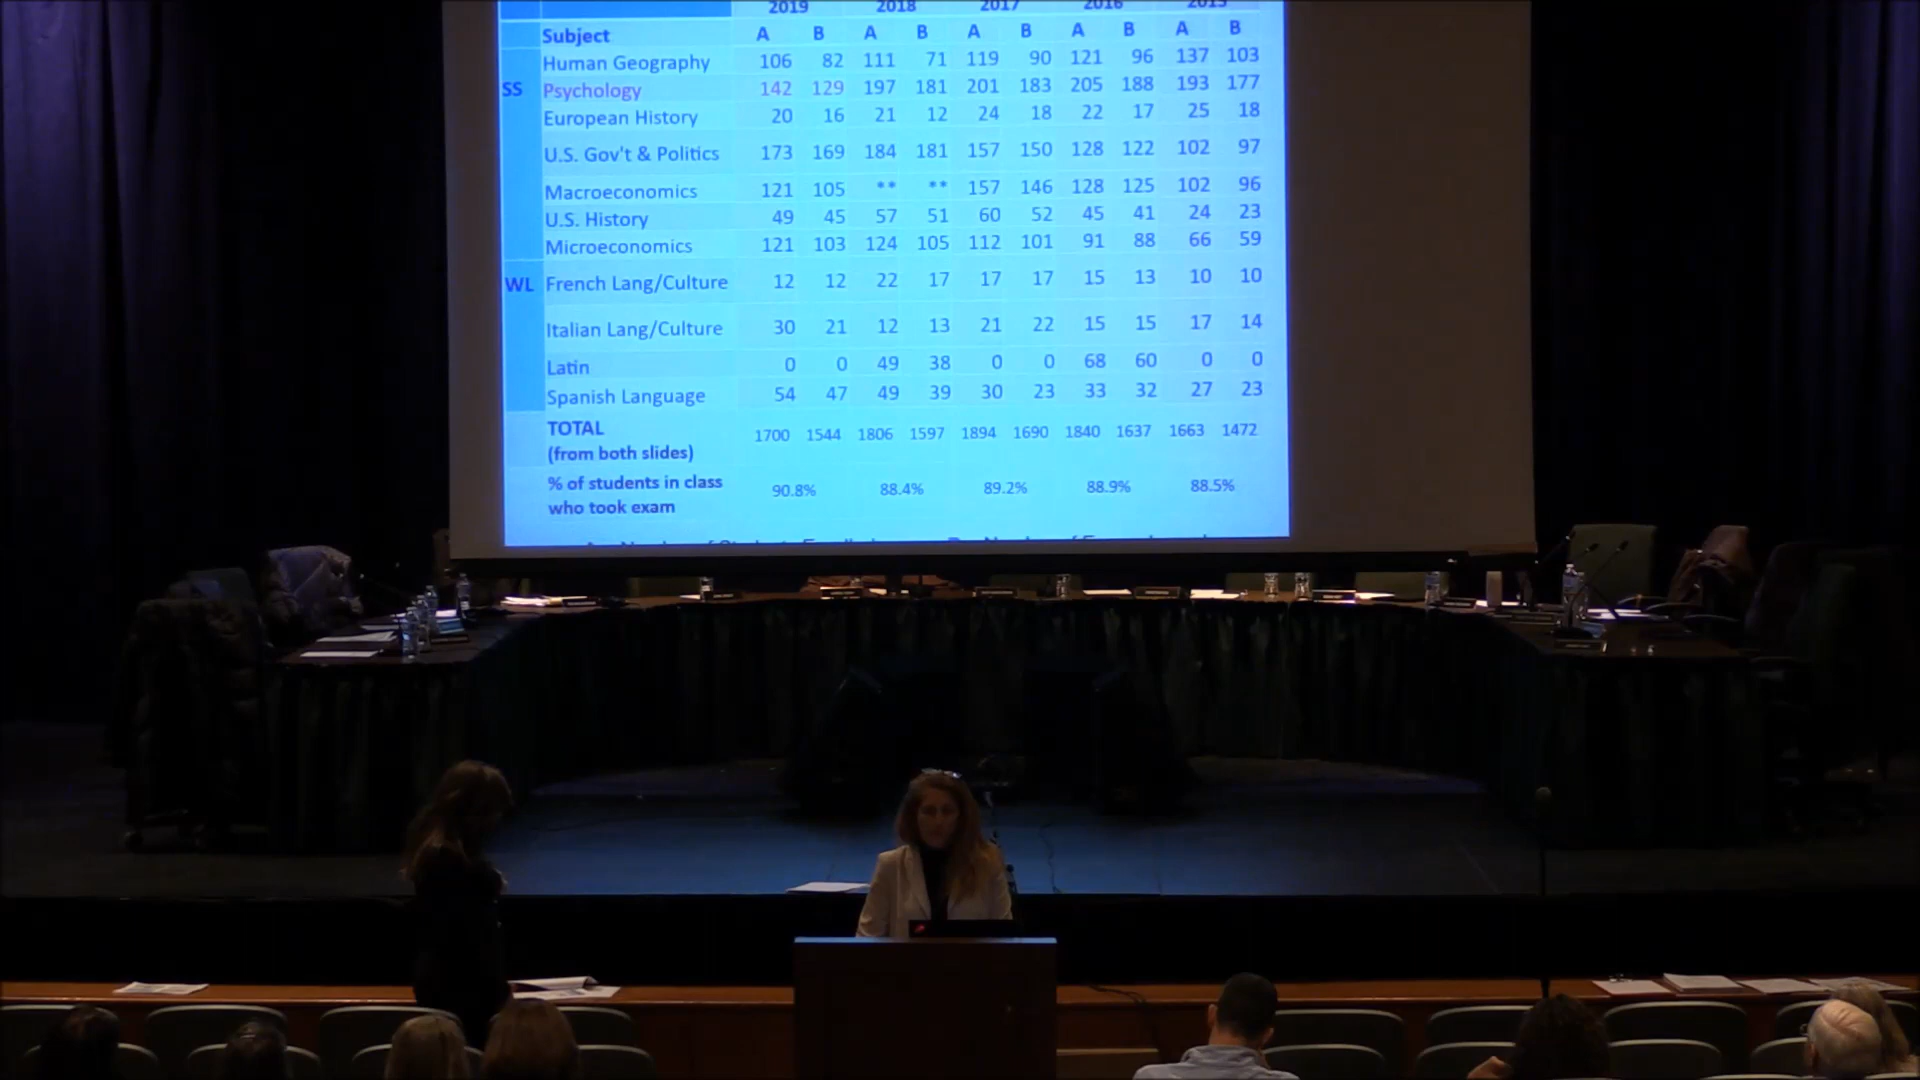 2019 2018 2017 2016 2015
Subject A B A B A B A B A B
Human Geography 106 82 111 71 119 90 121 96 137 103
SS Psychology 142 129 197 181 201 183 205 188 193 177
European History 20 16 21 12 24 18 22 17 25 18
U.S. Gov't & Politics 173 169 184 181 157 150 128 122 102 97
Macroeconomics 121 105 ** ** 157 146 128 125 102 96
U.S. History 49 45 57 51 60 52 45 41 24 23
Microeconomics 121 103 124 105 112 101 91 88 66 59
WL French Lang/Culture 12 12 22 17 17 17 15 13 10 10
Italian Lang/Culture 30 21 12 13 21 22 15 15 17 14
Latin 0 0 49 38 0 0 68 60 0 0
Spanish Language 54 47 49 39 30 23 33 32 27 23
TOTAL 1700 1544 1806 1597 1894 1690 1840 1637 1663 1472
(from both slides)
% of students in class 90.8% 88.4% 89.2% 88.9% 88.5%
who took exam